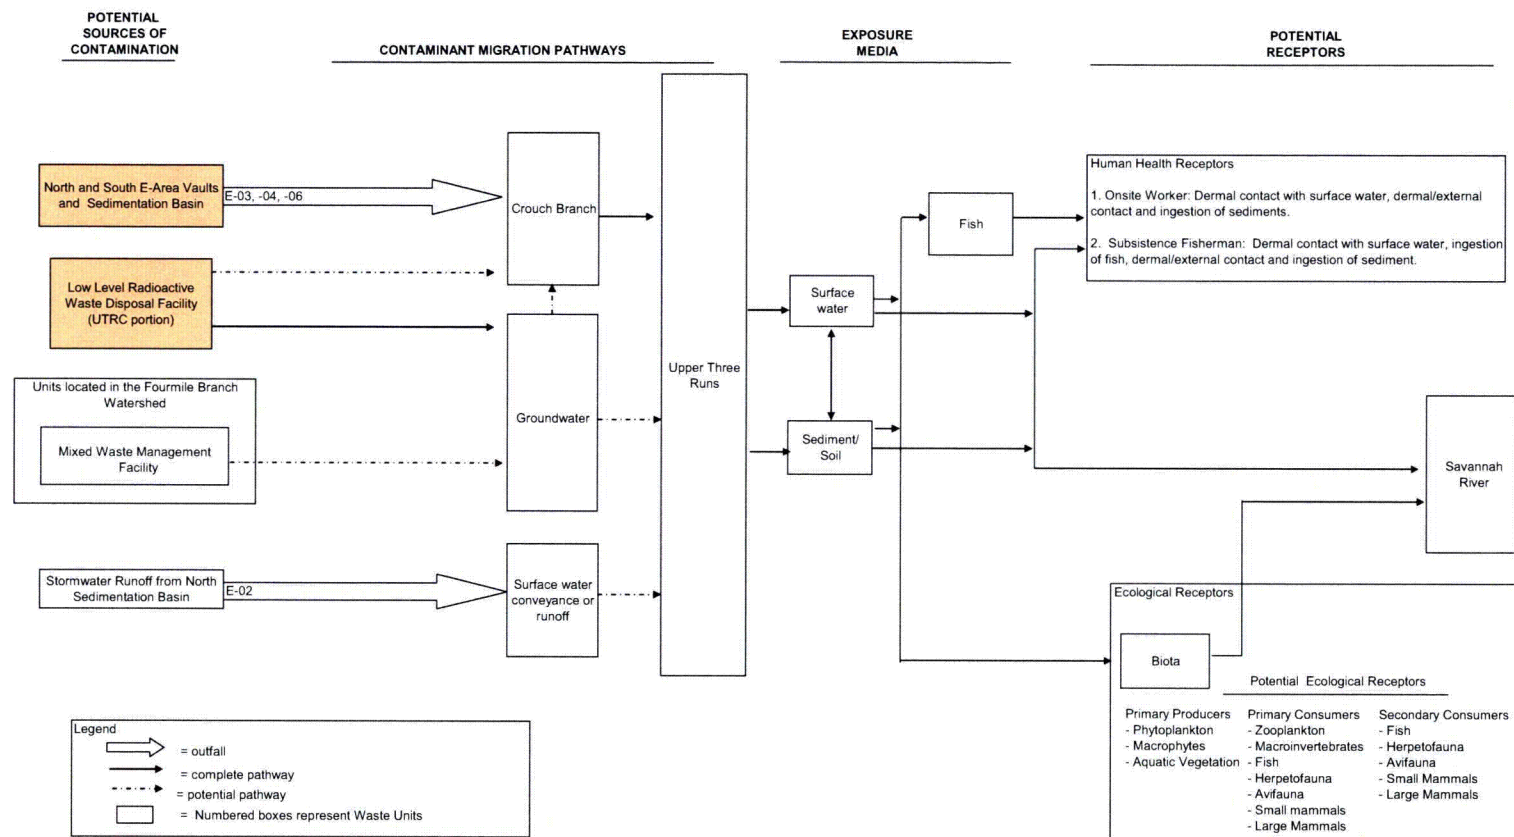 POTENTIAL
SOURCES OF
CONTAMINATION
CONTAMINANT MIGRATION PATHWAYS
EXPOSURE
MEDIA
POTENTIAL
RECEPTORS
North and South E-Area Vaults
and Sedimentation Basin
E-03, -04, -06
Crouch Branch
Low Level Radioactive
Waste Disposal Facility
(UTRC portion)
Units located in the Fourmile Branch
Watershed
Mixed Waste Management
Facility
Groundwater
Stormwater Runoff from North
Sedimentation Basin
E-02
Surface water
conveyance or
runoff
Upper Three
Runs
Surface
water
Sediment/
Soil
Fish
Human Health Receptors
1. Onsite Worker: Dermal contact with surface water, dermal/external
contact and ingestion of sediments.
2. Subsistence Fisherman: Dermal contact with surface water, ingestion
of fish, dermal/external contact and ingestion of sediment.
Savannah
River
Ecological Receptors
Biota
Potential Ecological Receptors
Primary Producers
- Phytoplankton
- Macrophytes
- Aquatic Vegetation
Primary Consumers
- Zooplankton
- Macroinvertebrates
- Fish
- Herpetofauna
- Avifauna
- Small mammals
- Large Mammals
Secondary Consumers
- Fish
- Herpetofauna
- Avifauna
- Small Mammals
- Large Mammals
Legend
= outfall
= complete pathway
= potential pathway
= Numbered boxes represent Waste Units